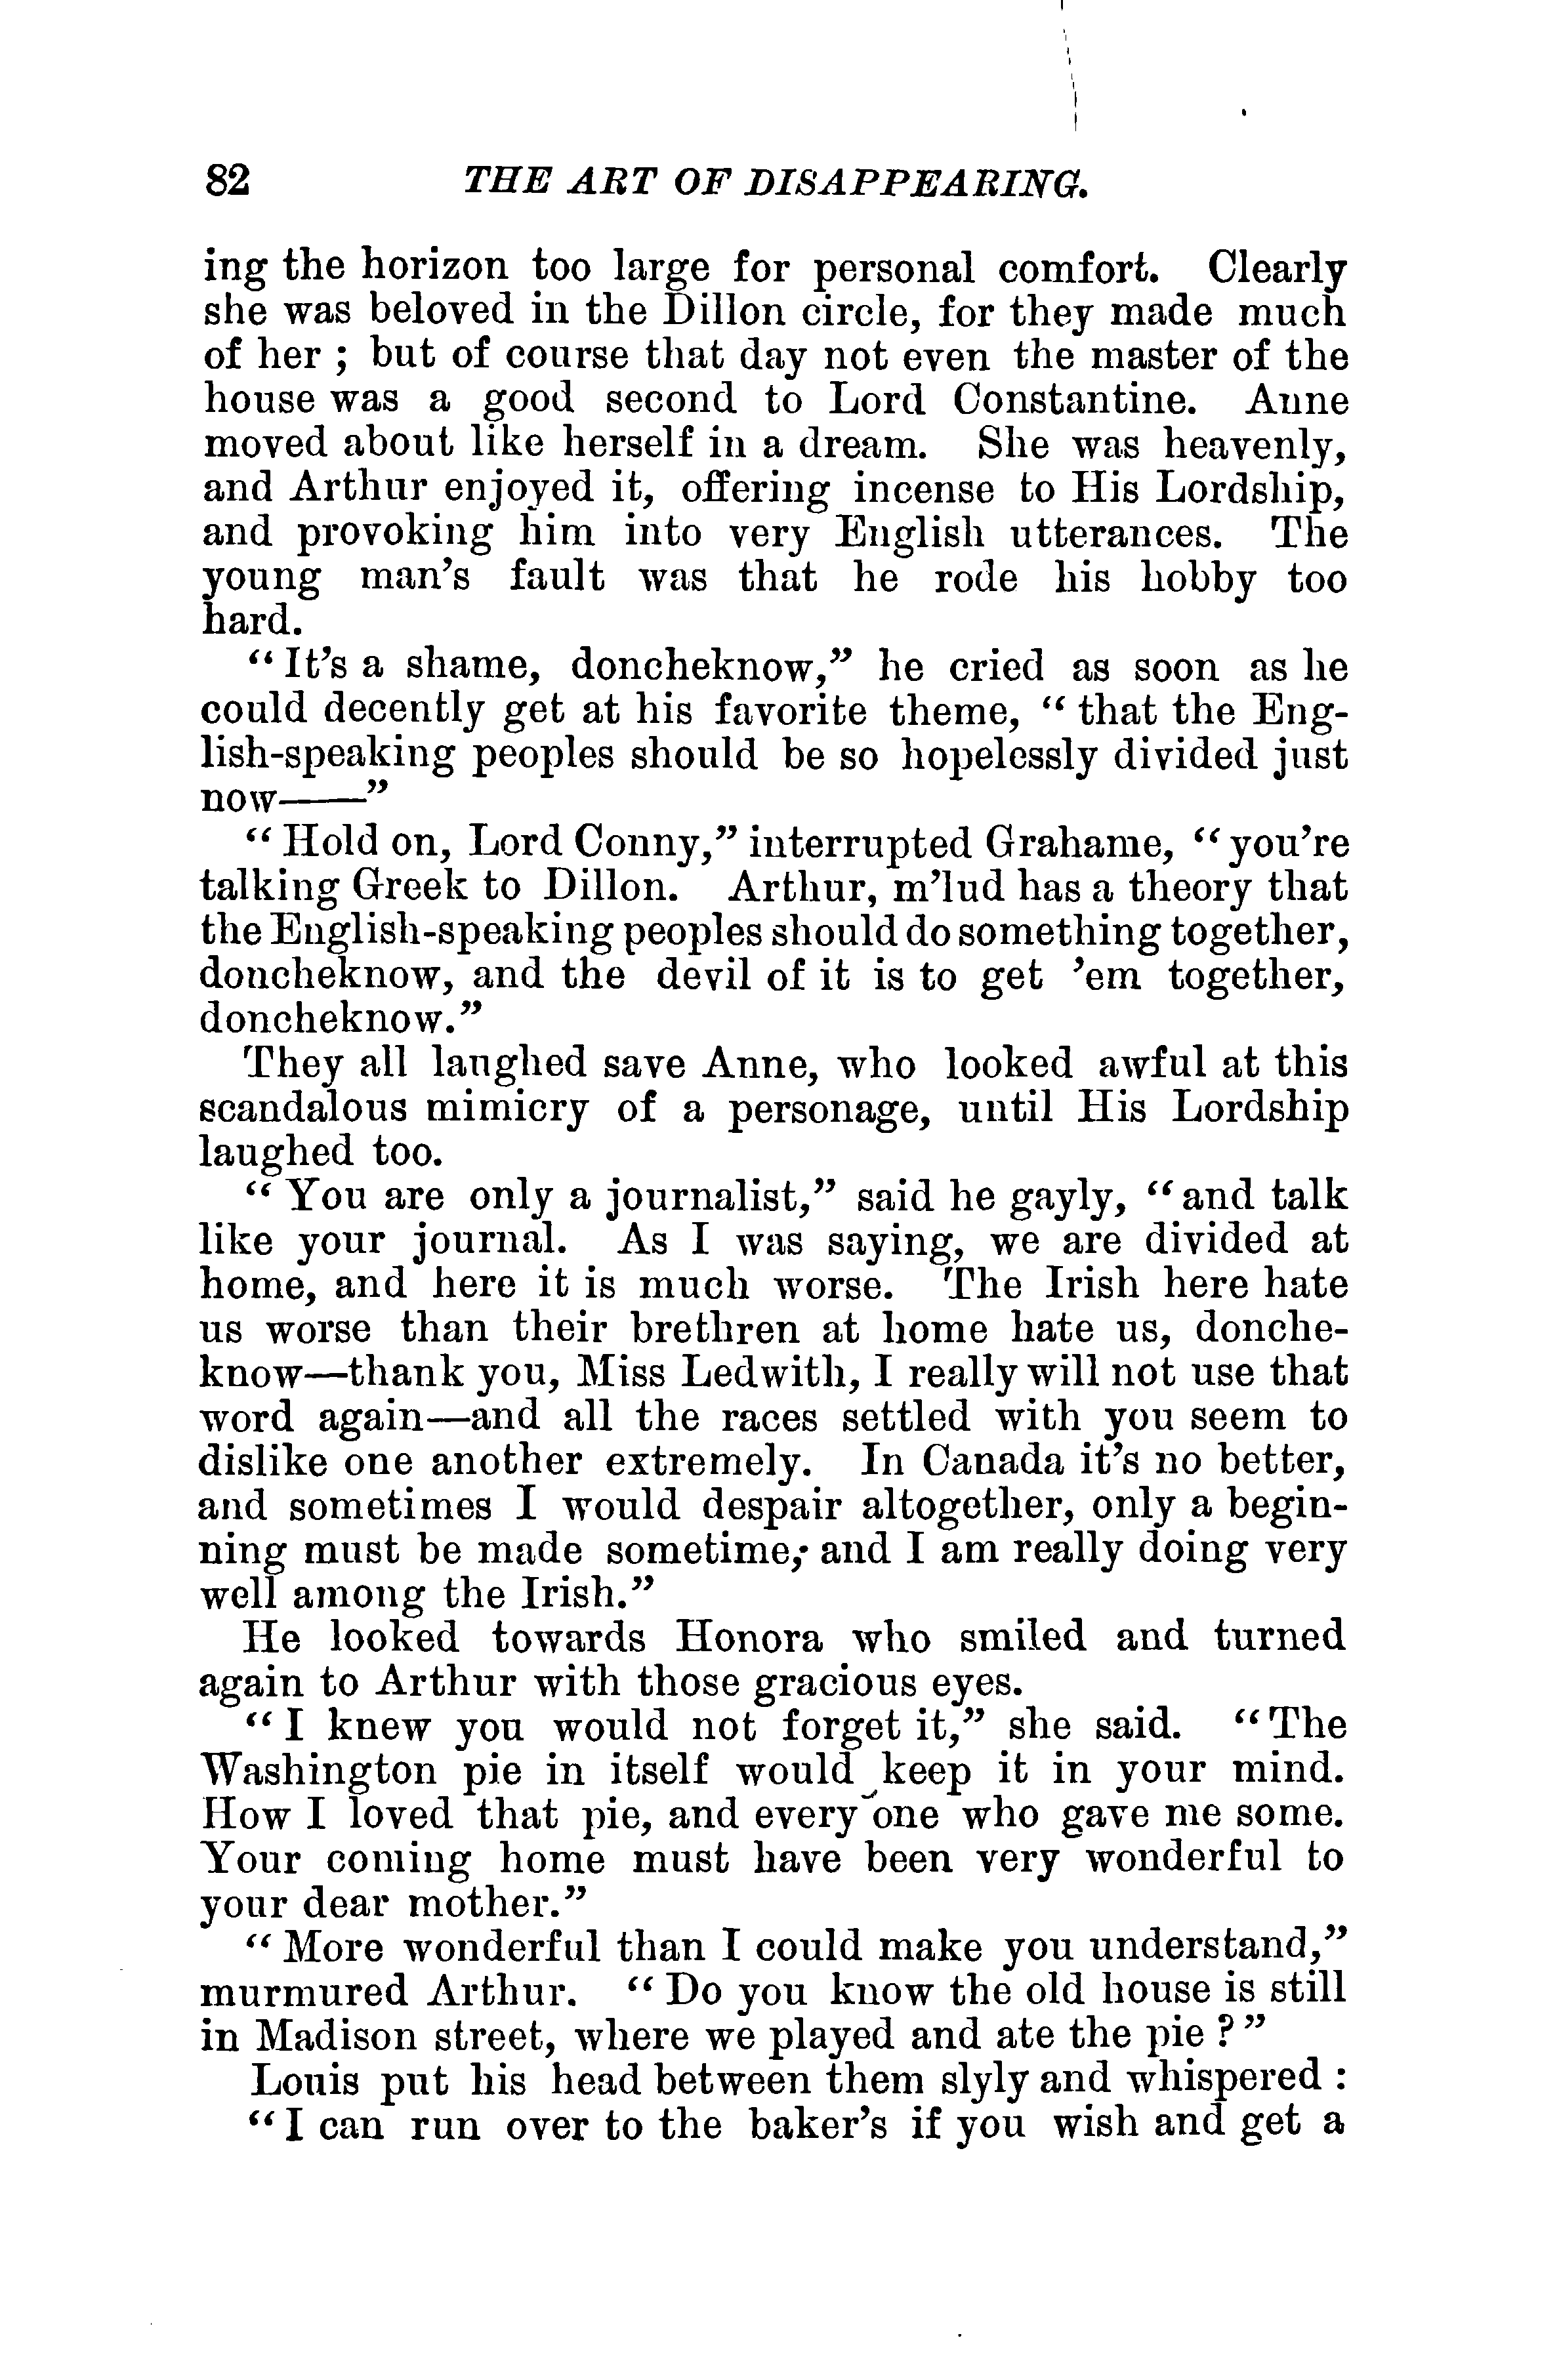 82 THE ART OF DISAPPEARING.
ing the horizon too large for personal comfort. Clearly
she was beloved in the Dillon circle, for they made much
of her ; but of course that day not even the master of the
house was a good second to Lord Constantine. Anne
moved about like herself in a dream. She was heavenly,
and Arthur enjoyed it, offering incense to His Lordship,
and provoking him into very English utterances. The
young man’s fault was that he rode his hobby too
hard.
“ It’s a shame, doncheknow,” he cried as soon as he
could decently get at his favorite theme, “ that the Eng-
lish-speaking peoples should be so hopelessly divided just
now——”
“ Hold on, Lord Conny,” interrupted Grahame, “ you’re
talking Greek to Dillon. Arthur, m’lud has a theory that
the English-speaking peoples should do something together,
doncheknow, and the devil of it is to get ’em together,
doncheknow.”
They all laughed save Anne, who looked awful at this
scandalous mimicry of a personage, until His Lordship
laughed too.
“ You are only a journalist,” said he gayly, “ and talk
like your journal. As I was saying, we are divided at
home, and here it is much worse. The Irish here hate
us worse than their brethren at home hate us, donche-
know—thank you, Miss Ledwith, I really will not use that
word again—and all the races settled with you seem to
dislike one another extremely. In Canada it’s no better,
and sometimes I would despair altogether, only a begin-
ning must be made sometime; and I am really doing very
well among the Irish.”
He looked towards Honora who smiled and turned
again to Arthur with those gracious eyes.
“ I knew you would not forget it,” she said. “ The
Washington pie in itself would keep it in your mind.
How I loved that pie, and every one who gave me some.
Your coming home must have been very wonderful to
your dear mother.”
“ More wonderful than I could make you understand,”
murmured Arthur. “ Do you know the old house is still
in Madison street, where we played and ate the pie ? ”
Louis put his head between them slyly and whispered :
“ I can run over to the baker’s if you wish and get a